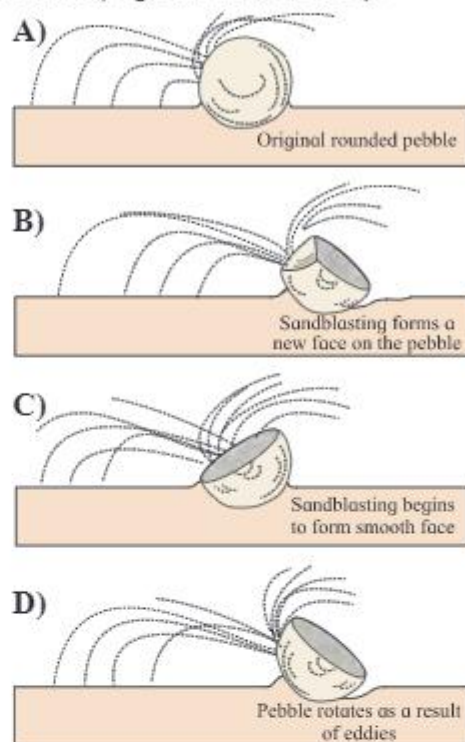 A)
Original rounded pebble
B)
Sandblasting forms a
new face on the pebble
C)
Sandblasting begins
to form smooth face
D)
Pebble rotates as a result
of eddies